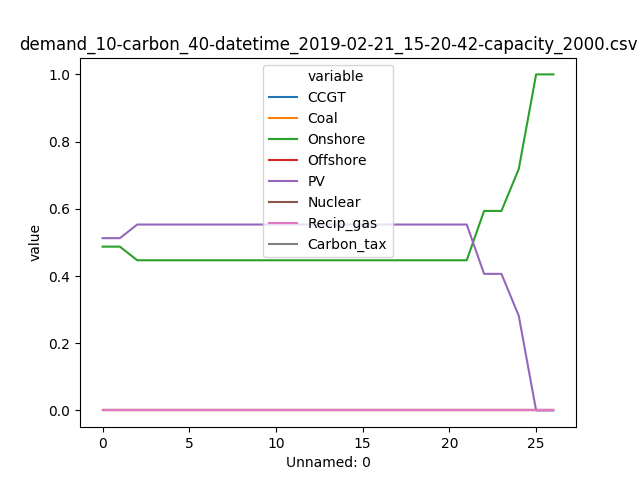 demand_10-carbon_40-datetime_2019-02-21_15-20-42-capacity_2000.csv
variable
CCGT
Coal
Onshore
Offshore
PV
Nuclear
Recip_gas
Carbon_tax
value
1.0
0.8
0.6
0.4
0.2
0.0
0
5
10
15
20
25
Unnamed: 0